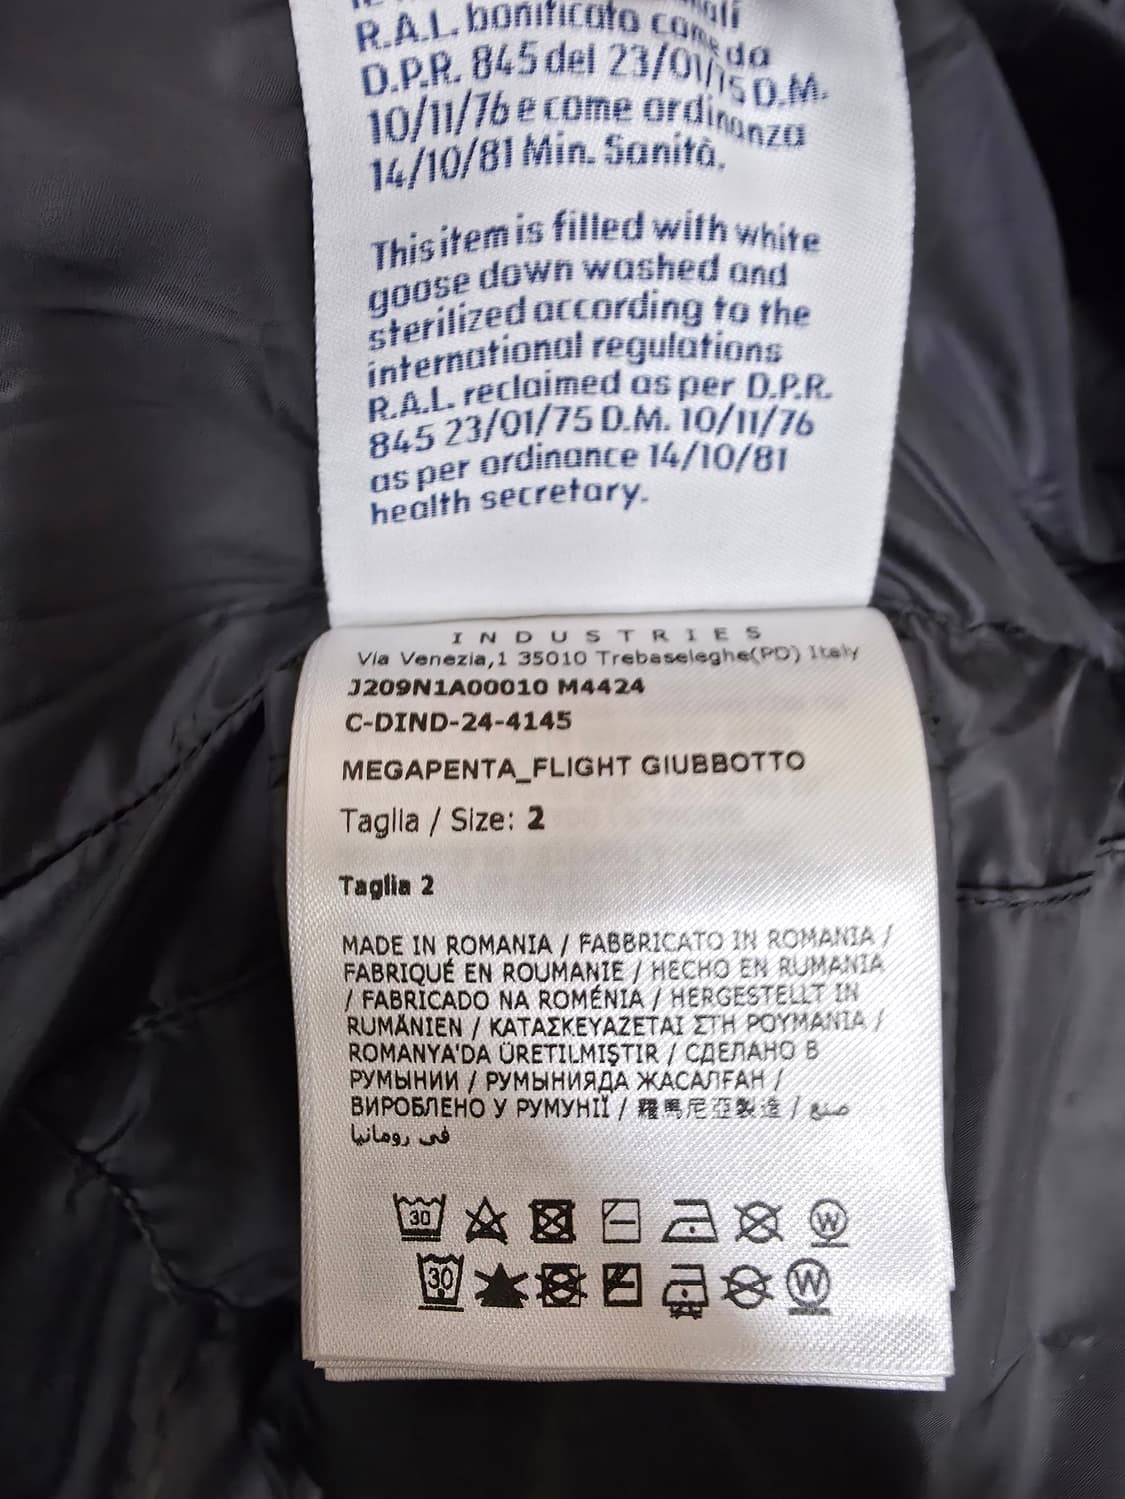 R.A.L. bonificato come da
D.P.R. 845 del 23/01/75 D.M.
10/11/76 e come ordinanza
14/10/81 Min. Sanità.
This item is filled with white
goose down washed and
sterilized according to the
international regulations
R.A.L. reclaimed as per D.P.R.
845 23/01/75 D.M. 10/11/76
as per ordinance 14/10/81
health secretary.
INDUSTRIES
Via Venezia,1 35010 Trebaseleghe(PD) Italy
J209N1A00010 M4424
C-DIND-24-4145
MEGAPENTA_FLIGHT GIUBBOTTO
Taglia / Size: 2
Taglia 2
MADE IN ROMANIA / FABBRICATO IN ROMANIA /
FABRIQUÉ EN ROUMANIE / HECHO EN RUMANIA
/ FABRICADO NA ROMÉNIA / HERGESTELLT IN
RUMÄNIEN / ΚΑΤΑΣΚΕΥΑΖΕΤΑΙ ΣΤΗ ΡΟΥΜΑΝΙΑ /
ROMANYA'DA ÜRETILMIŞTIR / СДЕЛАНО В
РУМЫНИИ / РУМЫНИЯДА ЖАСАЛҒАН /
ВИРОБЛЕНО У РУМУНІЇ / 羅馬尼亞製造 / صنع
في رومانيا
30
W
30
W